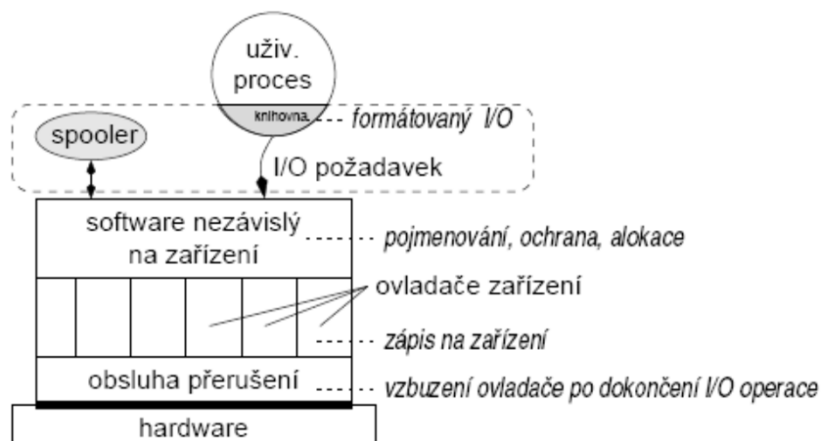 uživ.
proces
knihovna
formátovaný I/O
spooler
I/O požadavek
software nezávislý
na zařízení
pojmenování, ochrana, alokace
ovladače zařízení
zápis na zařízení
obsluha přerušení
vzbuzení ovladače po dokončení I/O operace
hardware